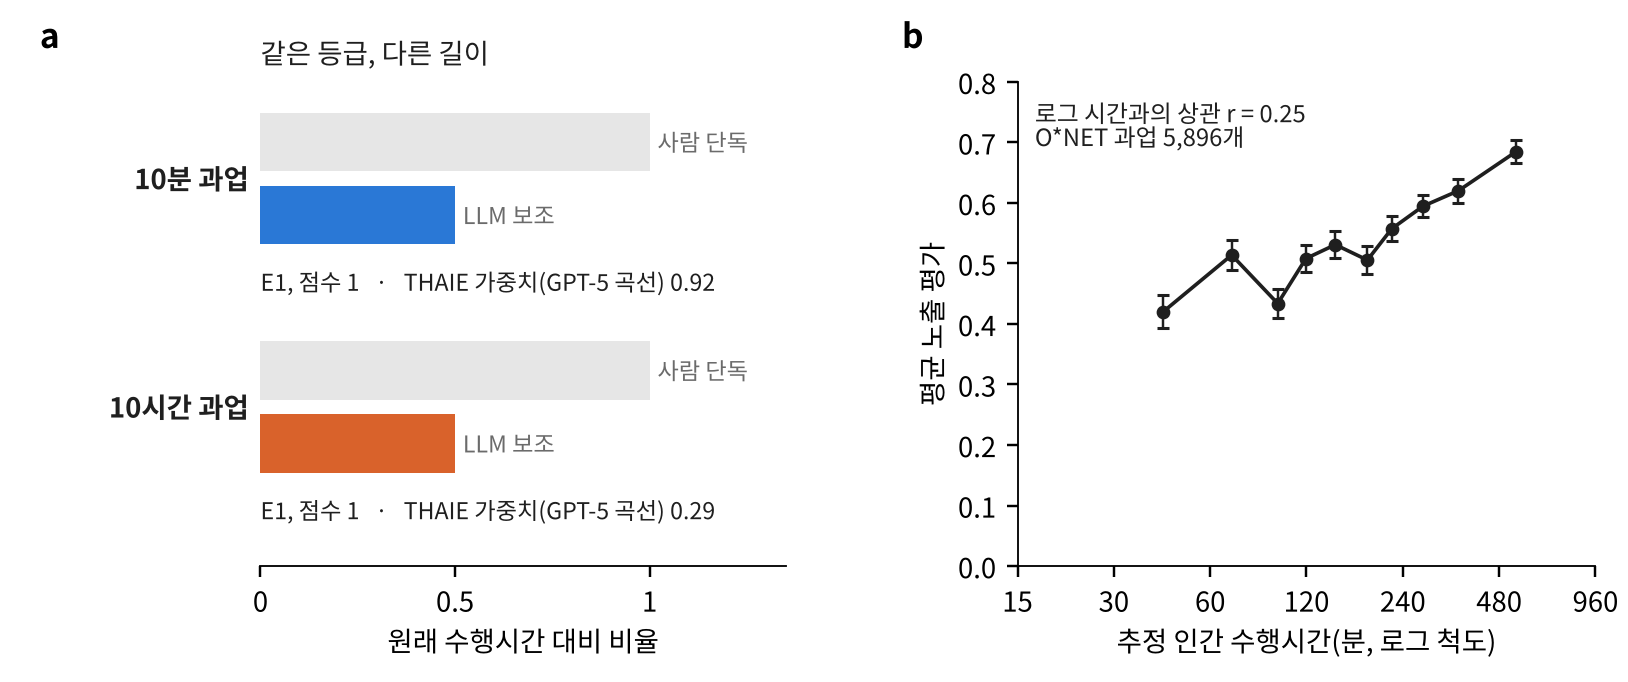 a
같은 등급, 다른 길이
사람 단독
10분 과업
LLM 보조
E1, 점수 1 · THAIE 가중치(GPT-5 곡선) 0.92
사람 단독
10시간 과업
LLM 보조
E1, 점수 1 · THAIE 가중치(GPT-5 곡선) 0.29
0 0.5 1
원래 수행시간 대비 비율
b
로그 시간과의 상관 r = 0.25
O*NET 과업 5,896개
0.8
0.7
0.6
0.5
0.4
0.3
0.2
0.1
0.0
평균 노출 평가
15 30 60 120 240 480 960
추정 인간 수행시간(분, 로그 척도)